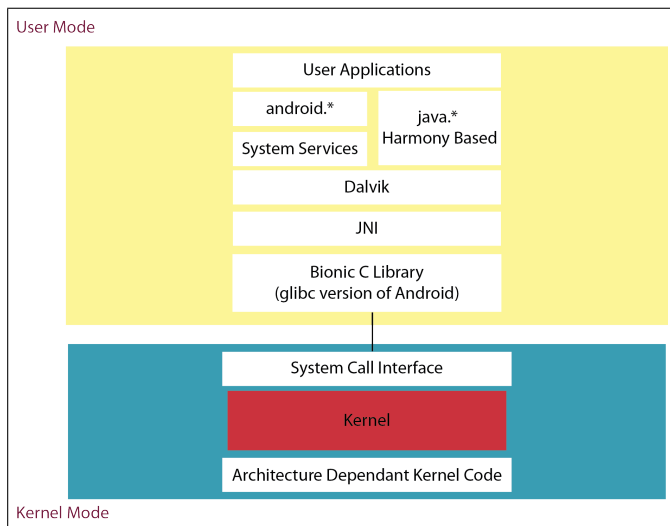 User Mode
User Applications
android.*
java.*
Harmony Based
System Services
Dalvik
JNI
Bionic C Library
(glibc version of Android)
System Call Interface
Kernel
Architecture Dependant Kernel Code
Kernel Mode